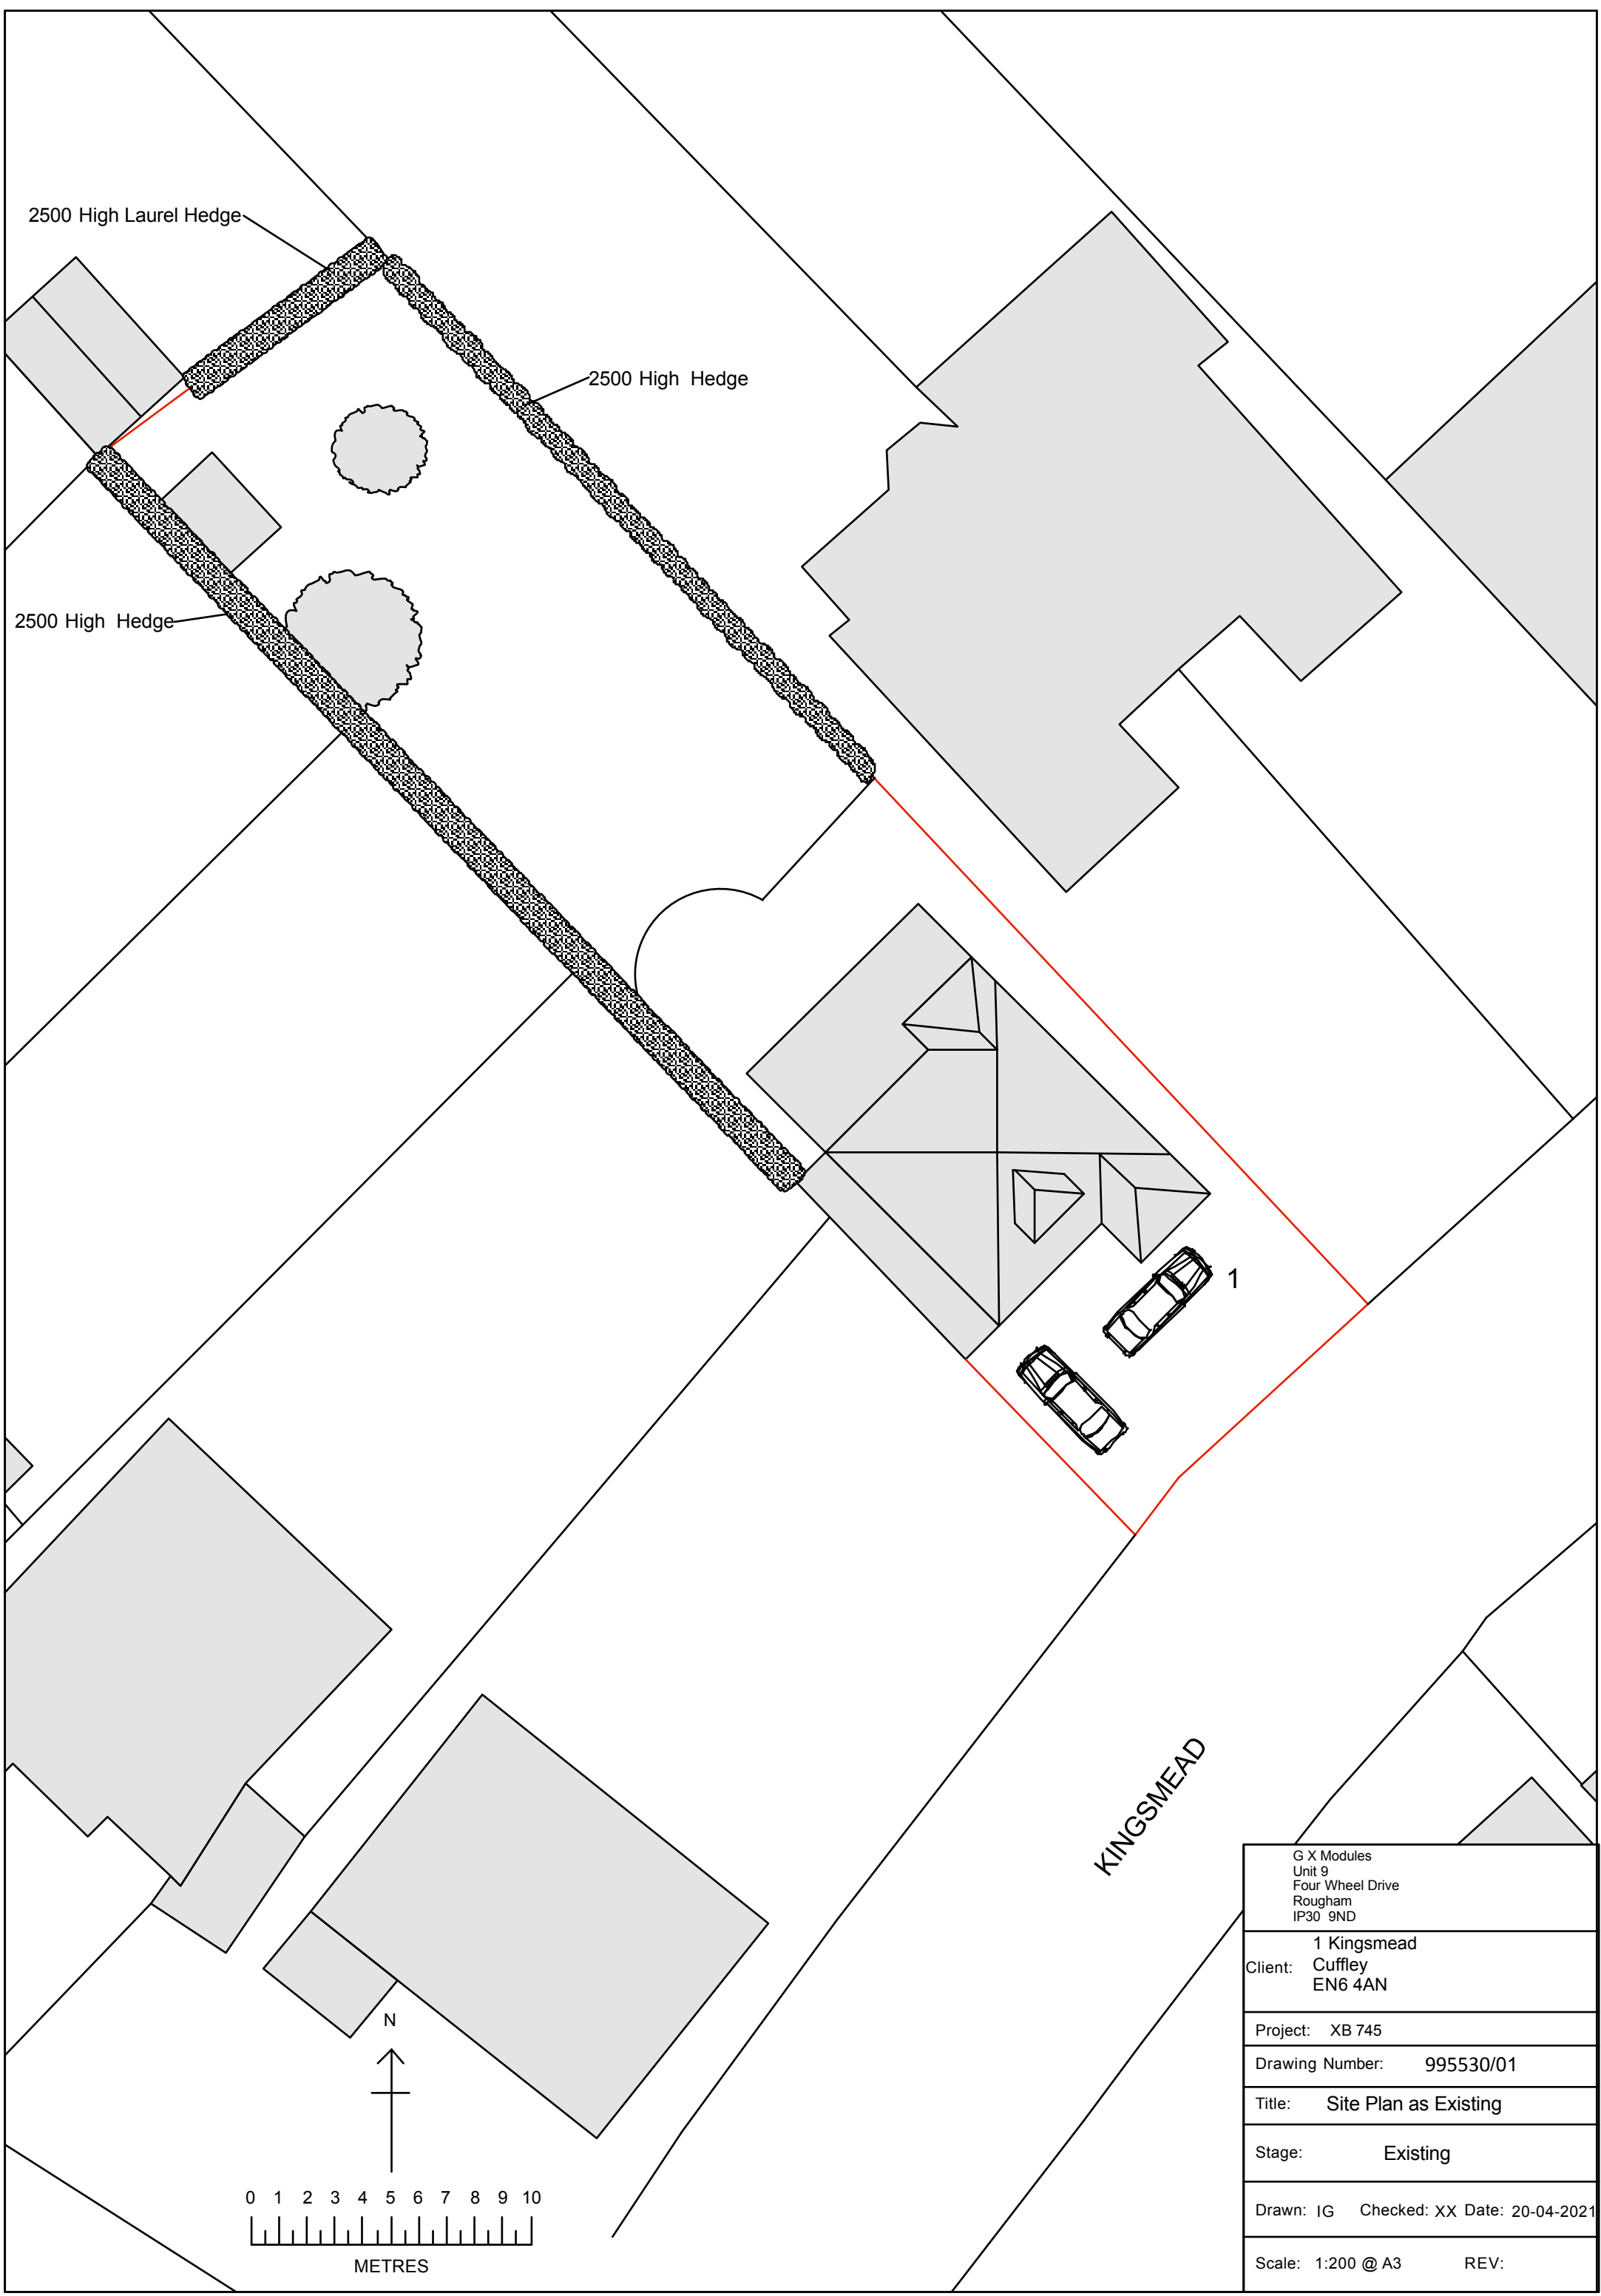 2500 High Laurel Hedge
2500 High Hedge
2500 High Hedge
1
KINGSMEAD
N
0 1 2 3 4 5 6 7 8 9 10
METRES
G X Modules
Unit 9
Four Wheel Drive
Rougham
IP30 9ND
Client: 1 Kingsmead
Cuffley
EN6 4AN
Project: XB 745
Drawing Number: 995530/01
Title: Site Plan as Existing
Stage: Existing
Drawn: IG Checked: XX Date: 20-04-2021
Scale: 1:200 @ A3 REV: